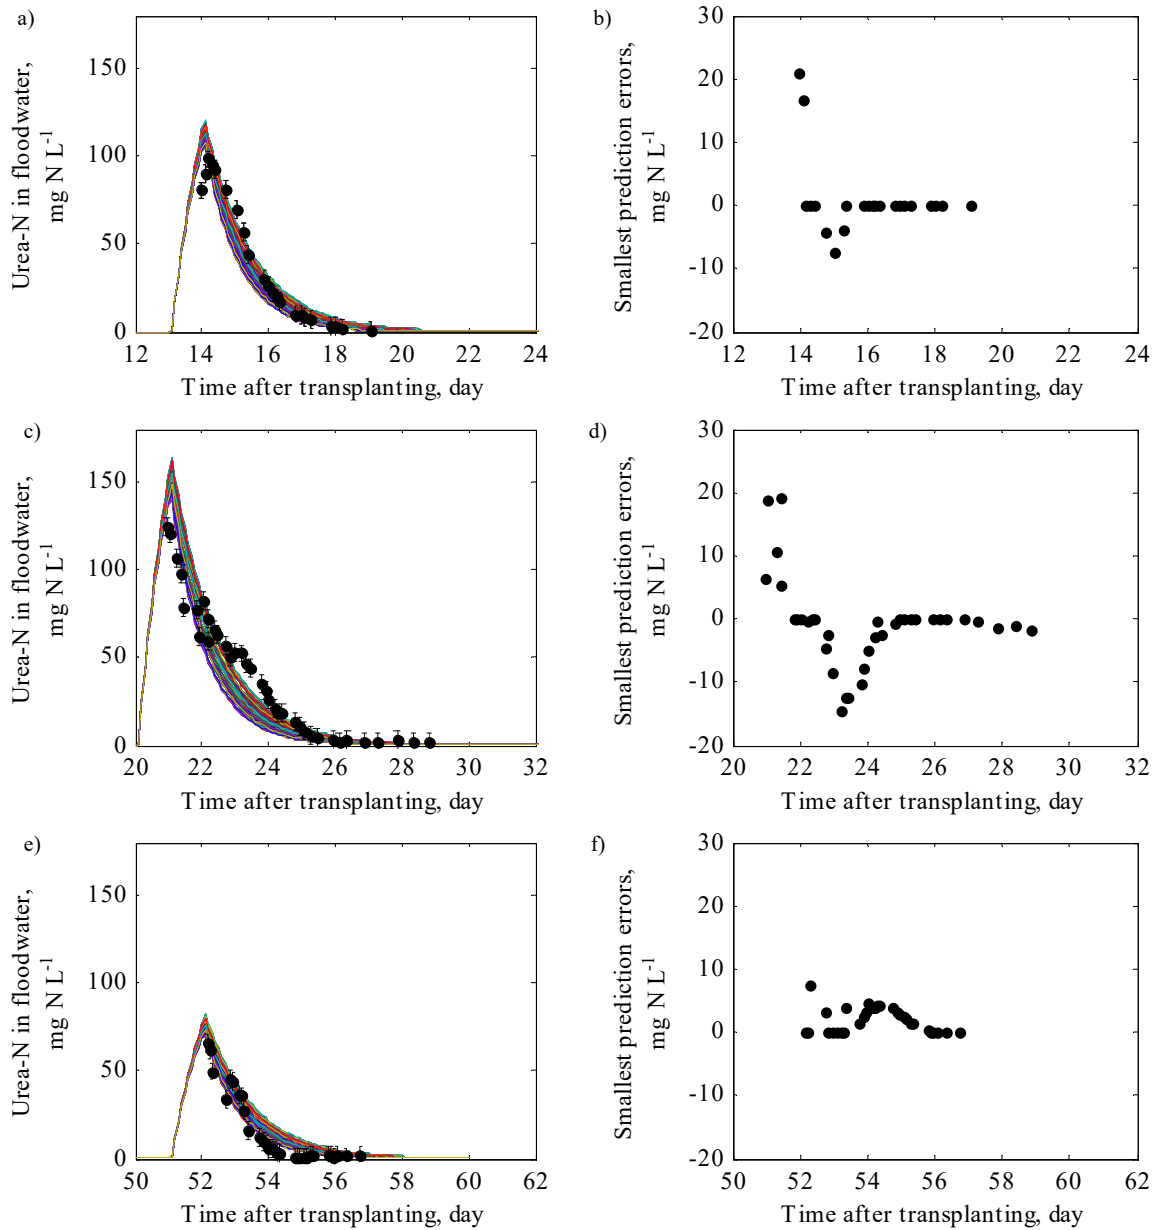 a)
Urea-N in floodwater,
mg N L-1
150
100
50
0
12 14 16 18 20 22 24
Time after transplanting, day
b)
Smallest prediction errors,
mg N L-1
30
20
10
0
-10
-20
12 14 16 18 20 22 24
Time after transplanting, day
c)
Urea-N in floodwater,
mg N L-1
150
100
50
0
20 22 24 26 28 30 32
Time after transplanting, day
d)
Smallest prediction errors,
mg N L-1
30
20
10
0
-10
-20
20 22 24 26 28 30 32
Time after transplanting, day
e)
Urea-N in floodwater,
mg N L-1
150
100
50
0
50 52 54 56 58 60 62
Time after transplanting, day
f)
Smallest prediction errors,
mg N L-1
30
20
10
0
-10
-20
50 52 54 56 58 60 62
Time after transplanting, day